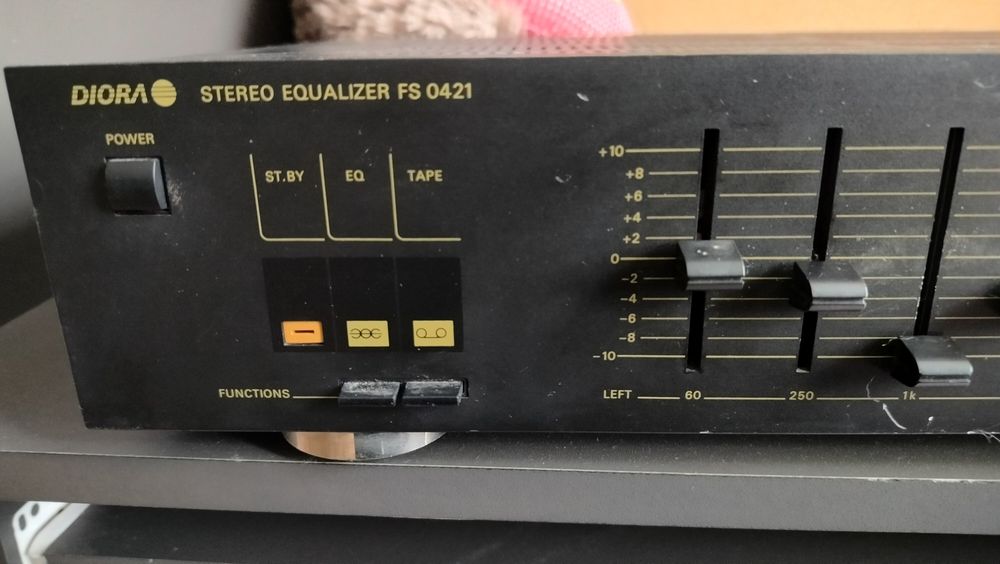 DIORA STEREO EQUALIZER FS 0421
POWER
ST.BY EQ TAPE
+10
+8
+6
+4
+2
0
-2
-4
-6
-8
-10
FUNCTIONS
LEFT 60 250 1k